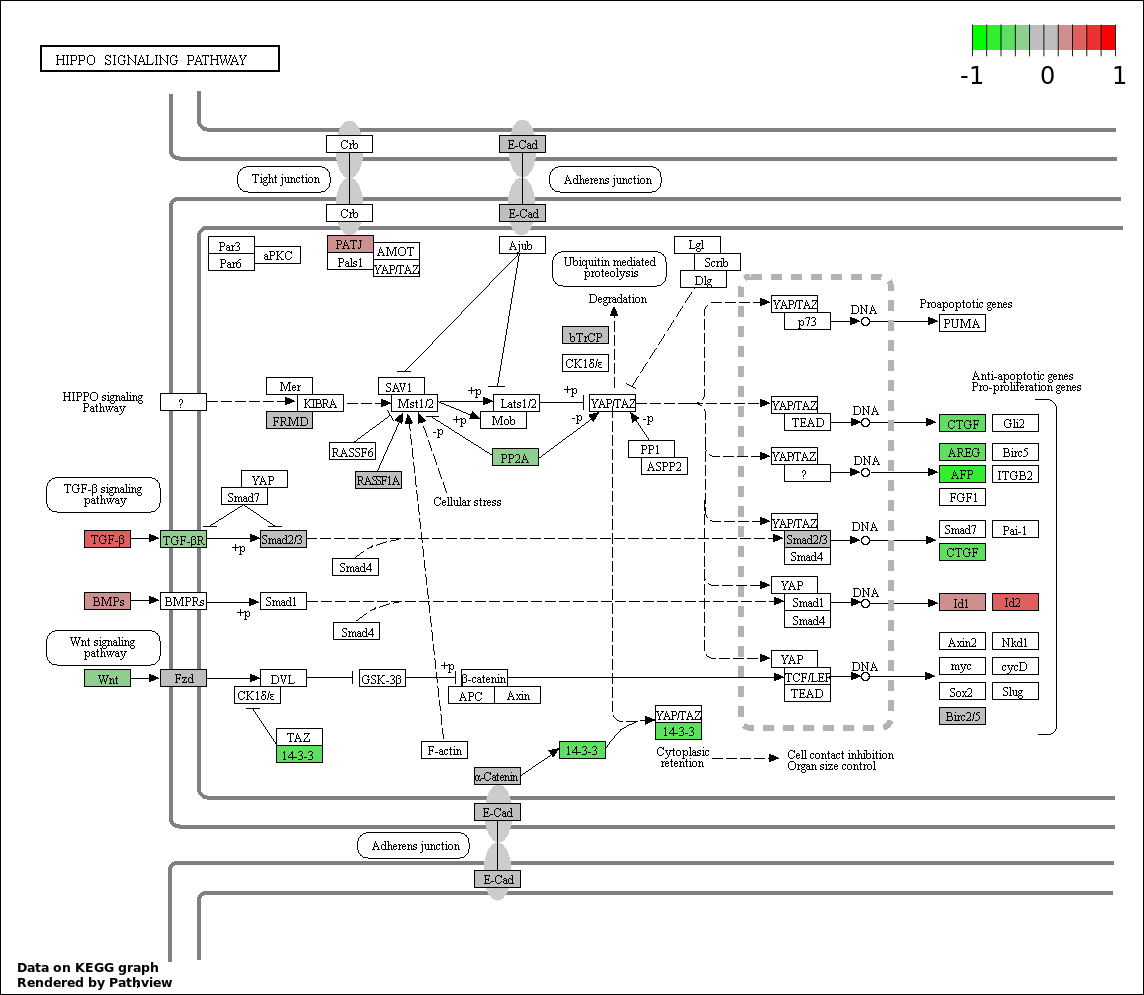 HIPPO SIGNALING PATHWAY
-1 0 1
Crb
E-Cad
Tight junction
Adherens junction
Crb
E-Cad
Par3
Par6
aPKC
PATJ
Pals1
AMOT
YAP/TAZ
Ajub
Ubiquitin mediated
proteolysis
Lgl
Scrib
Dlg
Degradation
bTrCP
CK1δ/ε
YAP/TAZ
p73
DNA
Proapoptotic genes
PUMA
HIPPO signaling
Pathway
?
Mer
KIBRA
FRMD
SAV1
Mst1/2
+p
+p
-p
Lats1/2
Mob
+p
-p
YAP/TAZ
-p
RASSF6
RASSF1A
PP2A
PP1
ASPP2
Cellular stress
Anti-apoptotic genes
Pro-proliferation genes
YAP/TAZ
TEAD
DNA
CTGF
Gli2
YAP/TAZ
?
DNA
AREG
Birc5
AFP
ITGB2
FGF1
TGF-β signaling
pathway
YAP
Smad7
TGF-β
TGF-βR
+p
Smad2/3
Smad4
YAP/TAZ
Smad2/3
Smad4
DNA
Smad7
Pai-1
CTGF
BMPs
BMPRs
+p
Smad1
Smad4
YAP
Smad1
Smad4
DNA
Id1
Id2
Wnt signaling
pathway
Wnt
Fzd
DVL
CK1δ/ε
GSK-3β
+p
β-catenin
APC
Axin
YAP
TCF/LEF
TEAD
DNA
Axin2
Nkd1
myc
cycD
Sox2
Slug
Birc2/5
TAZ
14-3-3
F-actin
14-3-3
YAP/TAZ
14-3-3
Cytoplasic
retention
Cell contact inhibition
Organ size control
α-Catenin
E-Cad
Adherens junction
E-Cad
Data on KEGG graph
Rendered by Pathview